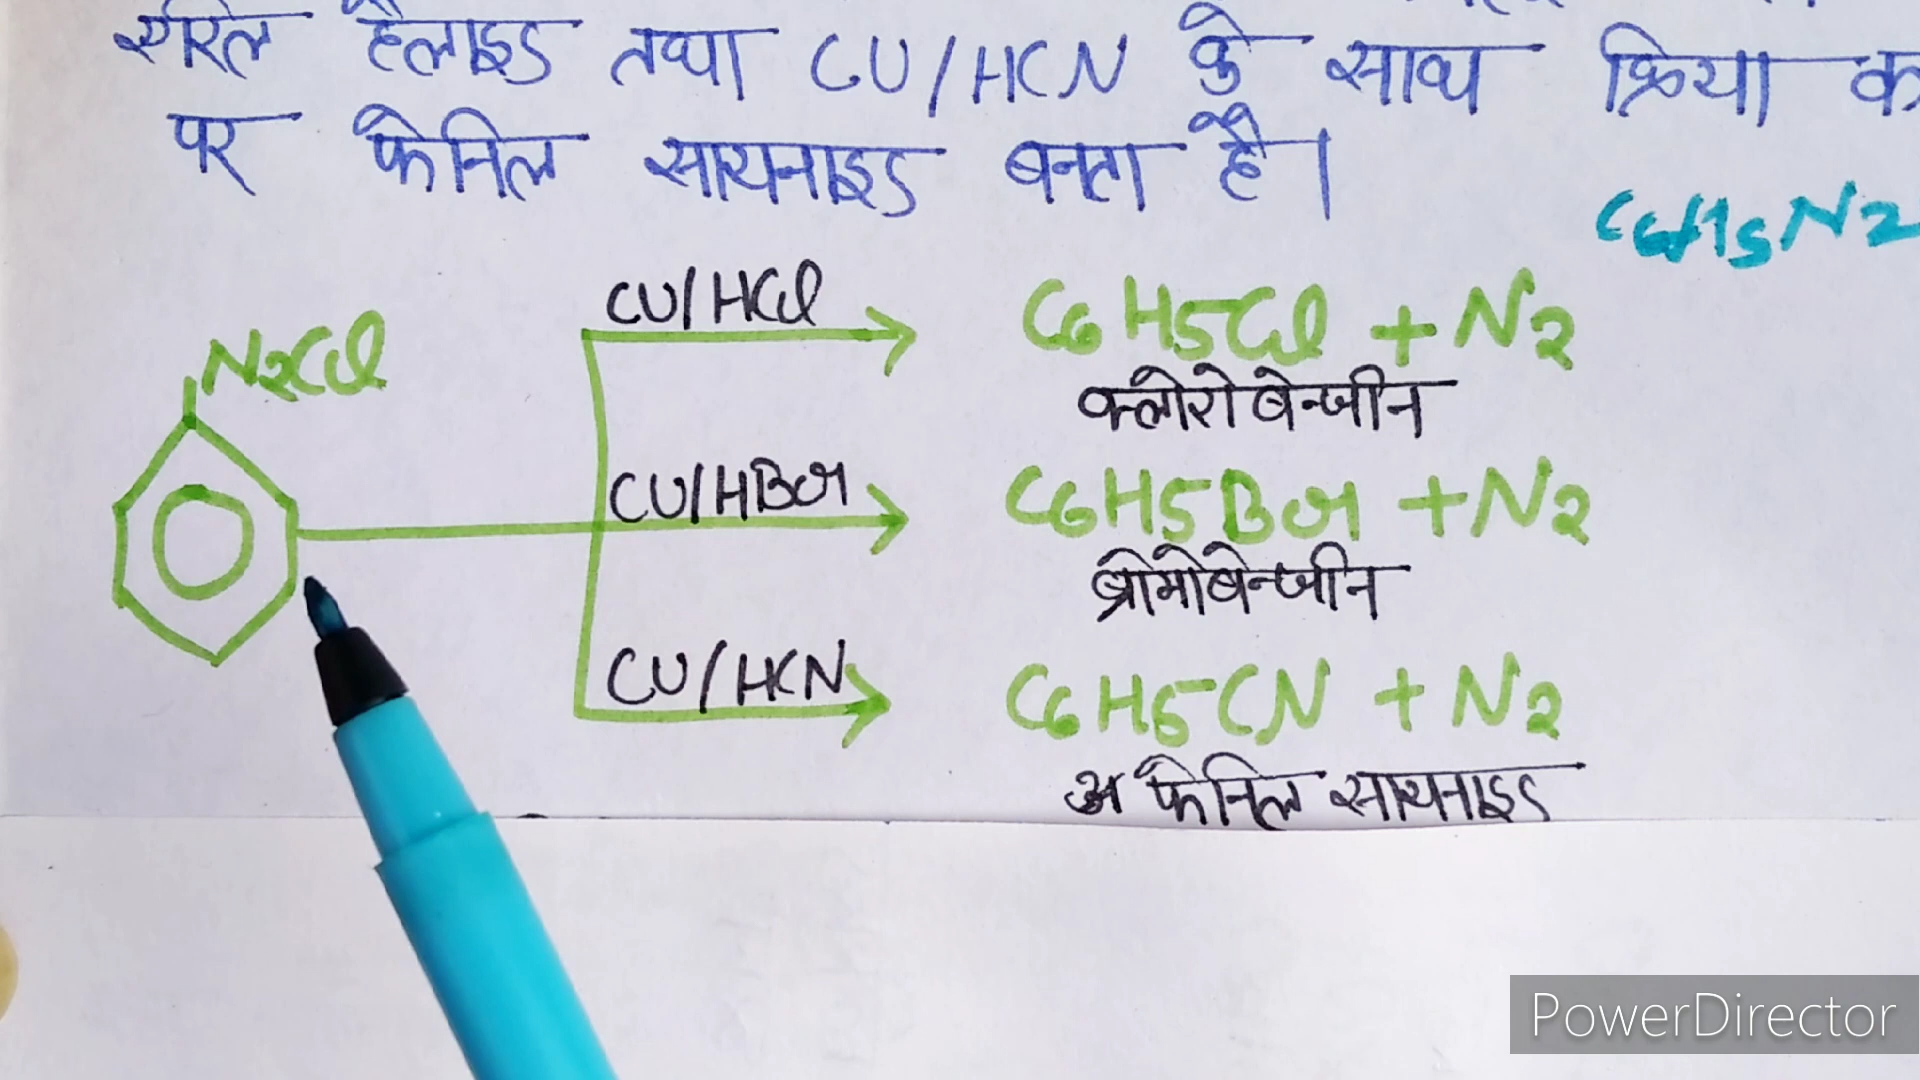 एरिल हैलाइड तथा CU/HCN के साथ क्रिया क
पर फेनिल सायनाइड बनता है।
C6H5N2
N2Cl
CU/HCl
C6H5Cl + N2
क्लोरो बेन्जीन
CU/HBr
C6H5Br + N2
ब्रोमोबेन्जीन
CU/HCN
C6H5CN + N2
फेनिल सायनाइड
PowerDirector